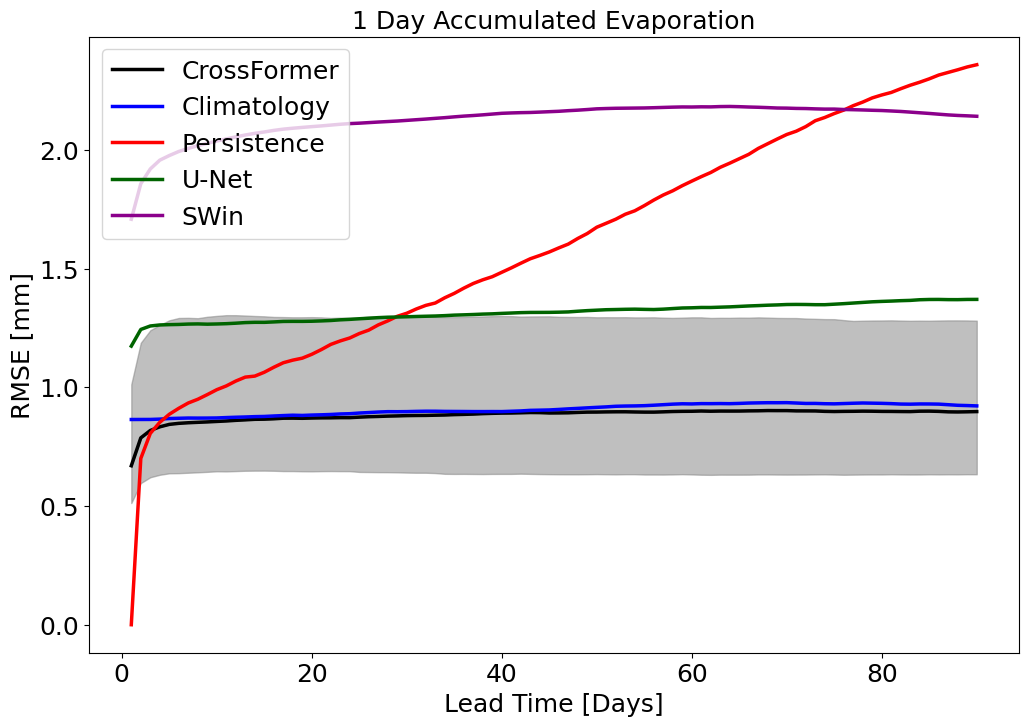 1 Day Accumulated Evaporation
CrossFormer
Climatology
Persistence
U-Net
SWin
RMSE [mm]
2.0
1.5
1.0
0.5
0.0
0 20 40 60 80
Lead Time [Days]